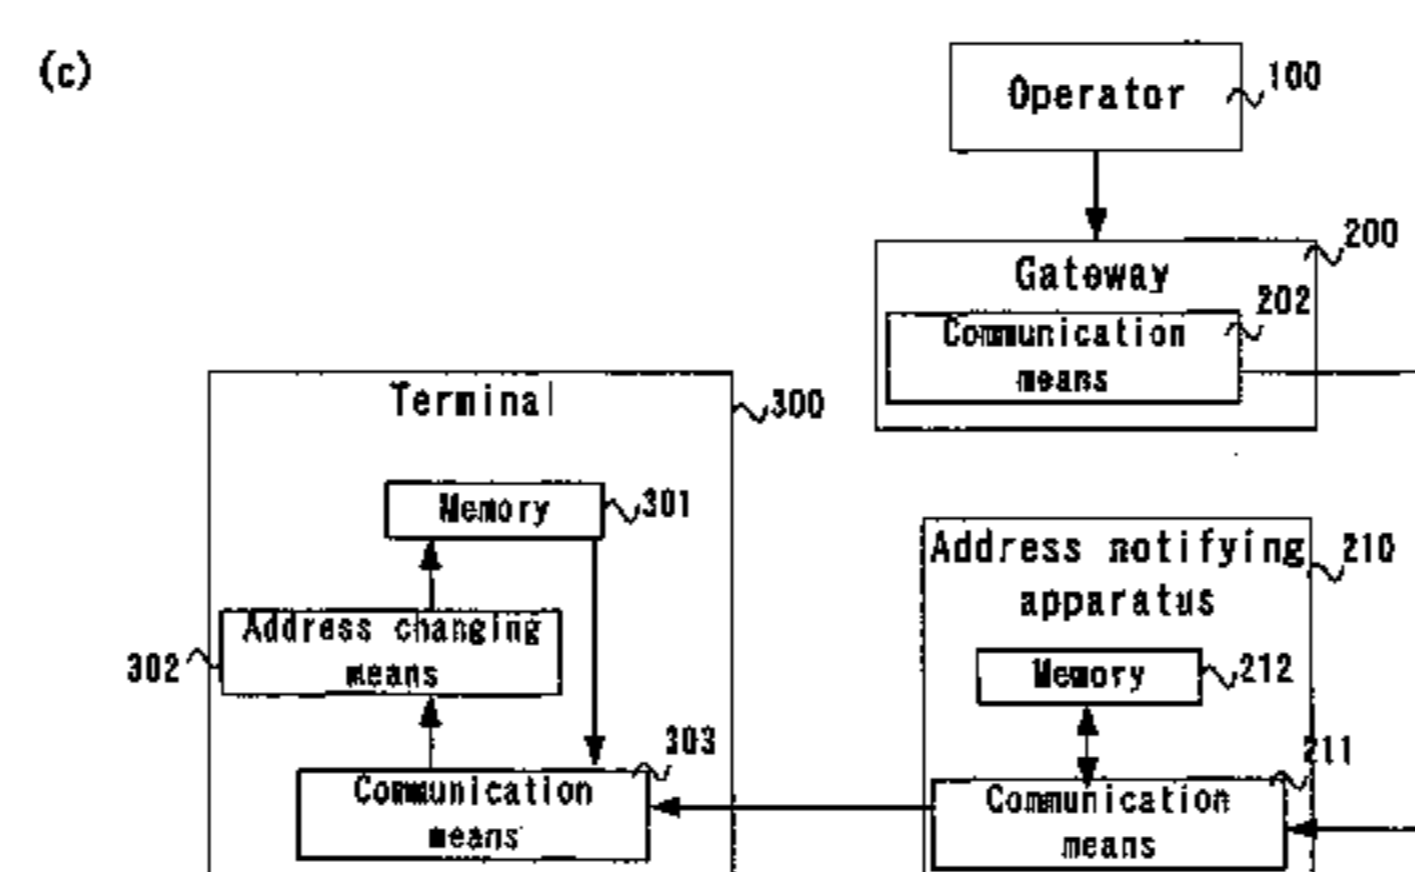 (c)
Operator
100
200
Gateway
202
Communication
means
Terminal
300
Memory
301
Address notifying
210
apparatus
Address changing
means
302
Memory
212
303
211
Communication
means
Communication
means